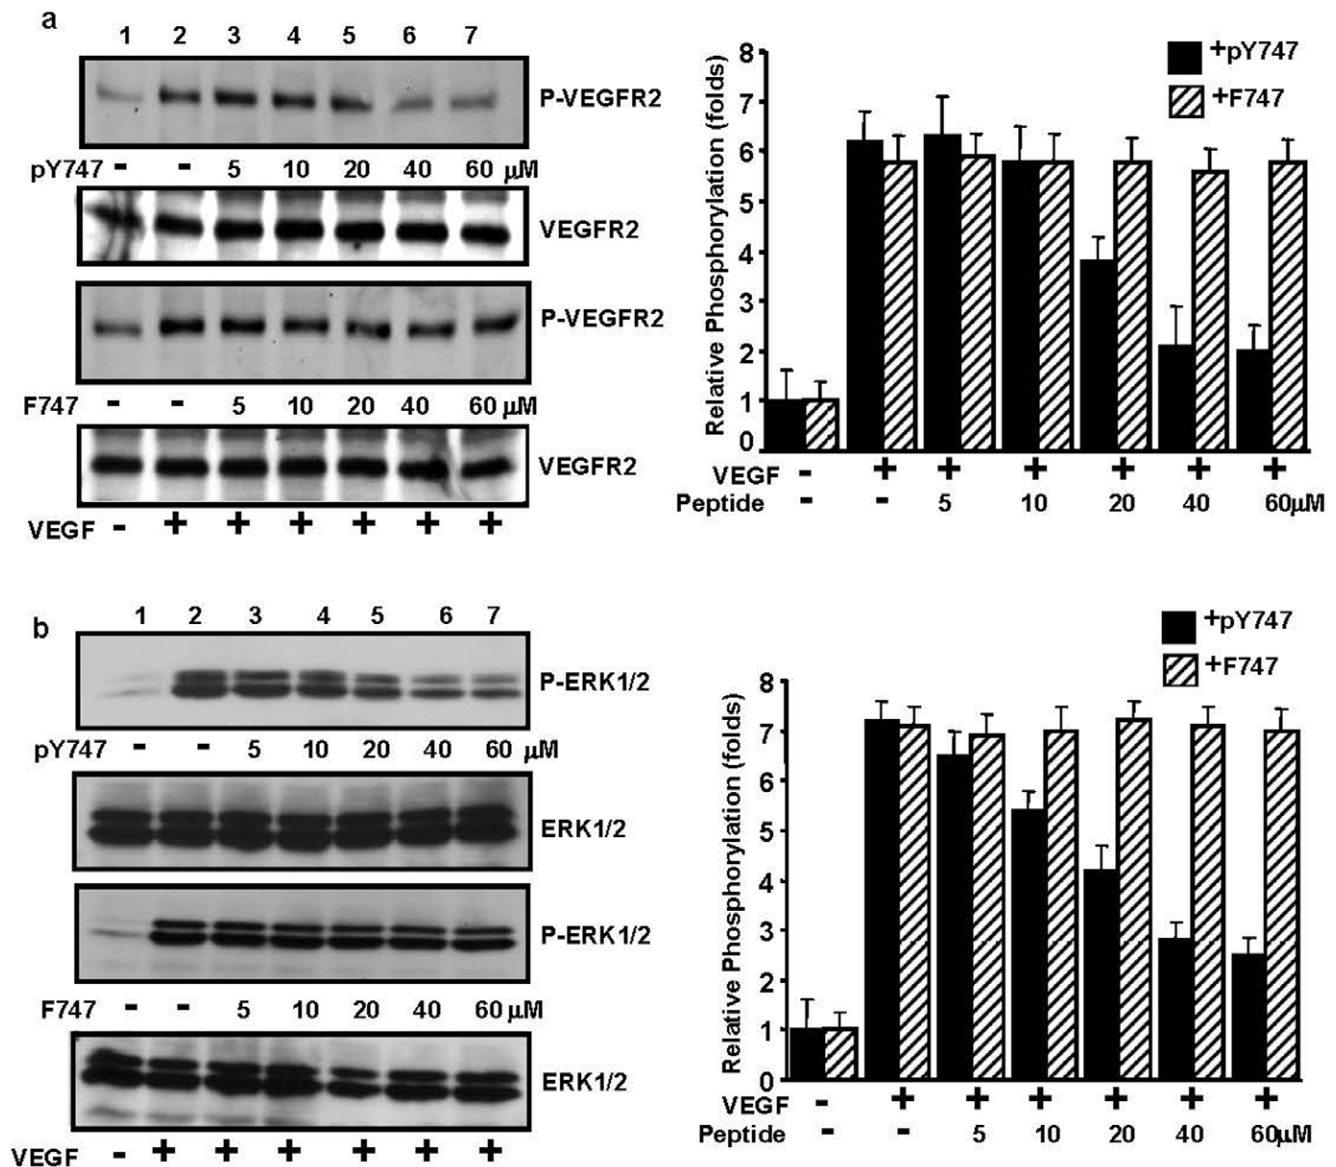 a
1 2 3 4 5 6 7
P-VEGFR2
pY747 - - 5 10 20 40 60 μM
VEGFR2
P-VEGFR2
F747 - - 5 10 20 40 60 μM
VEGFR2
VEGF - + + + + + +
+pY747
+F747
Relative Phosphorylation (folds)
8
7
6
5
4
3
2
1
0
VEGF - + + + + + +
Peptide - - 5 10 20 40 60μM
b
1 2 3 4 5 6 7
P-ERK1/2
pY747 - - 5 10 20 40 60 μM
ERK1/2
P-ERK1/2
F747 - - 5 10 20 40 60 μM
ERK1/2
VEGF - + + + + + +
+pY747
+F747
Relative Phosphorylation (folds)
8
7
6
5
4
3
2
1
0
VEGF - + + + + + +
Peptide - - 5 10 20 40 60μM